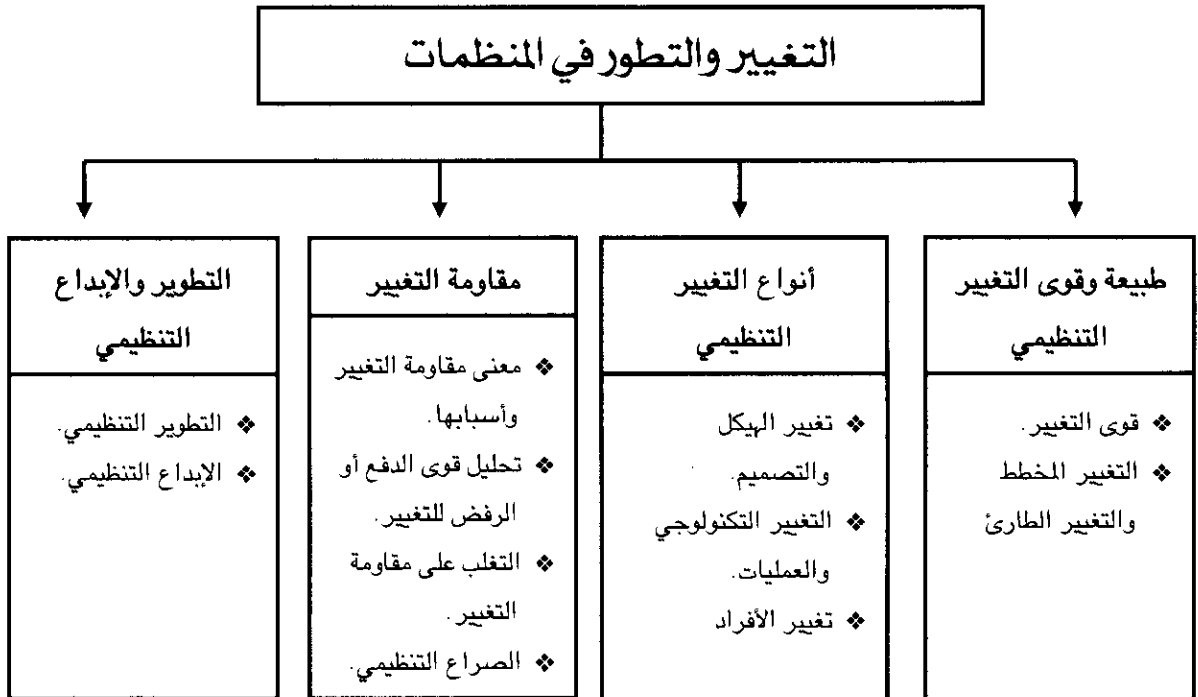 التغيير والتطور في المنظمات
طبيعة وقوى التغيير
التنظيمي
❖ قوى التغيير.
❖ التغيير المخطط
والتغيير الطارئ
أنواع التغيير
التنظيمي
❖ تغيير الهيكل
والتصميم.
❖ التغيير التكنولوجي
والعمليات.
❖ تغيير الأفراد
مقاومة التغيير
❖ معنى مقاومة التغيير
وأسبابها.
❖ تحليل قوى الدفع أو
الرفض للتغيير.
❖ التغلب على مقاومة
التغيير.
❖ الصراع التنظيمي.
التطوير والإبداع
التنظيمي
❖ التطوير التنظيمي.
❖ الإبداع التنظيمي.